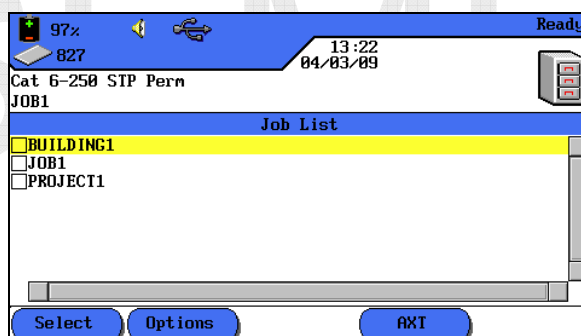 97% Ready
827 13:22
04/03/09
Cat 6-250 STP Perm
JOB1
Job List
BUILDING1
JOB1
PROJECT1
Select Options AXT